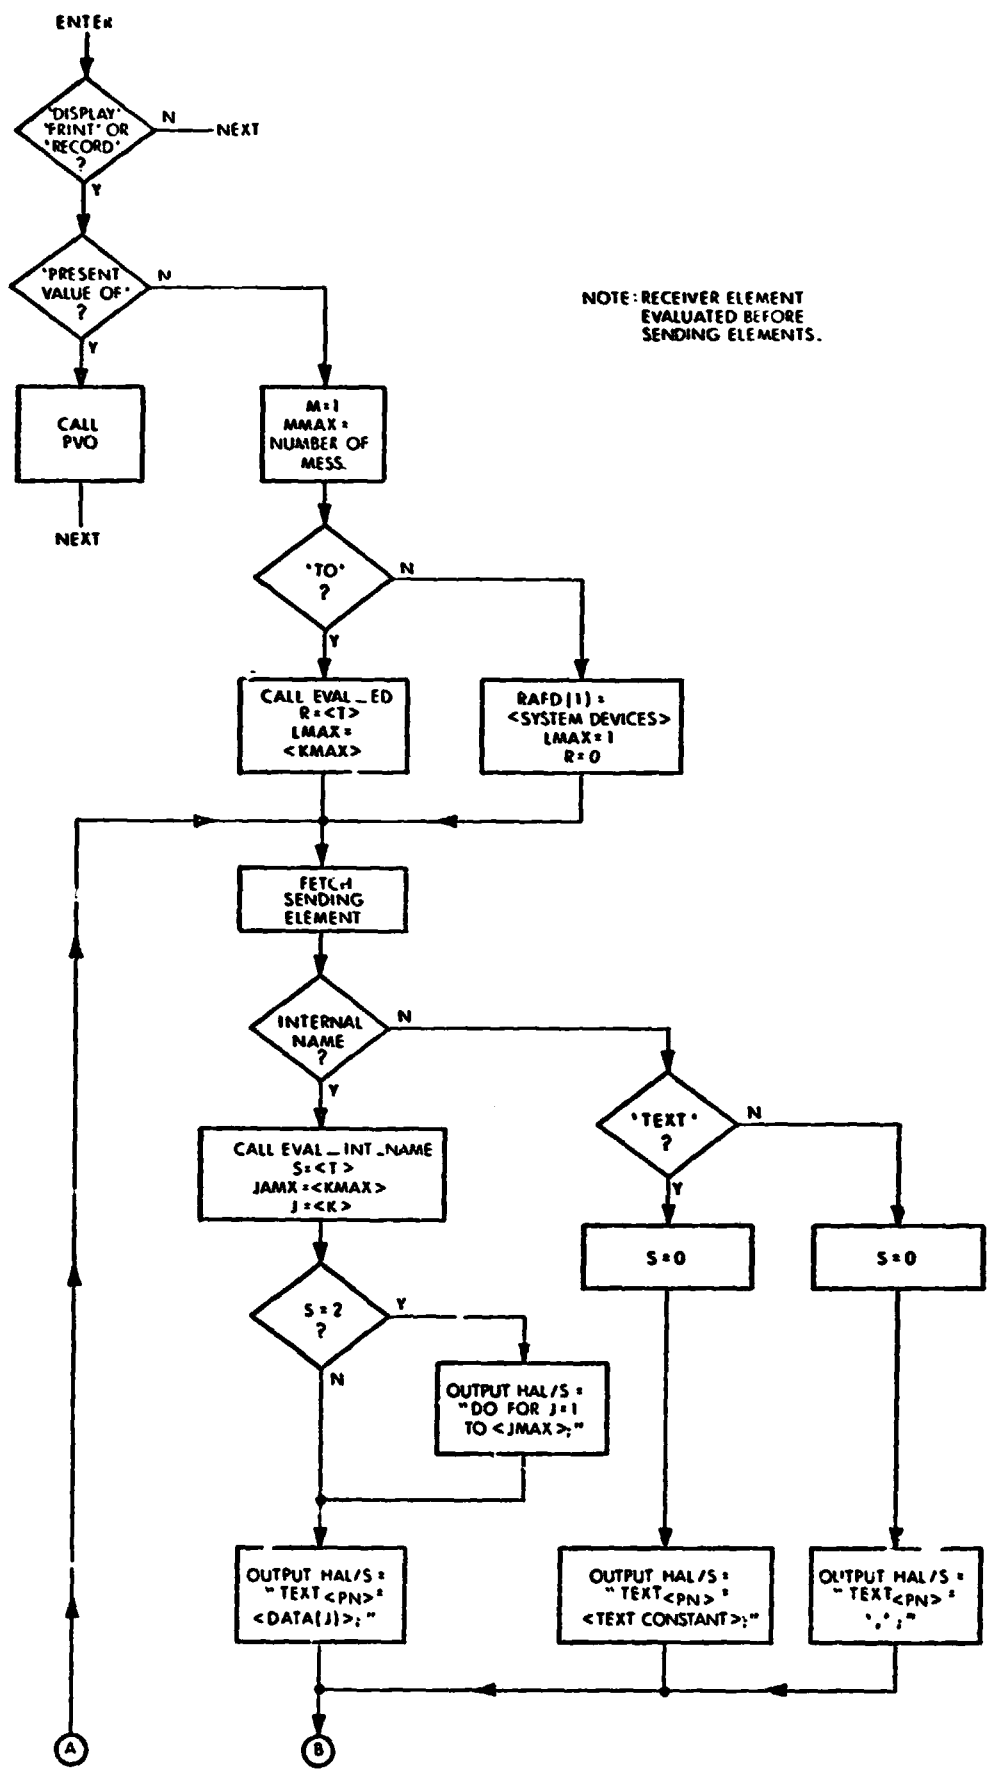 ENTER
"DISPLAY"
"PRINT" OR
"RECORD"
?
N
NEXT
Y
"PRESENT
VALUE OF"
?
N
Y
NOTE: RECEIVER ELEMENT
EVALUATED BEFORE
SENDING ELEMENTS.
CALL
PVO
NEXT
M=1
MMAX =
NUMBER OF
MESS.
"TO"
?
N
Y
CALL EVAL_ED
R=<T>
LMAX=
<KMAX>
RAFD(1) =
<SYSTEM DEVICES>
LMAX=1
R=0
FETCH
SENDING
ELEMENT
INTERNAL
NAME
?
N
Y
"TEXT"
?
N
Y
CALL EVAL_INT_NAME
S=<T>
JAMX=<KMAX>
J=<K>
S=0
S=0
S=2
?
Y
N
OUTPUT HAL/S =
"DO FOR J=1
TO <JMAX>;"
OUTPUT HAL/S =
"TEXT<PN>=
<DATA(J)>;"
OUTPUT HAL/S =
"TEXT<PN>=
<TEXT CONSTANT>;"
OUTPUT HAL/S =
"TEXT<PN>=
',';"
A
B